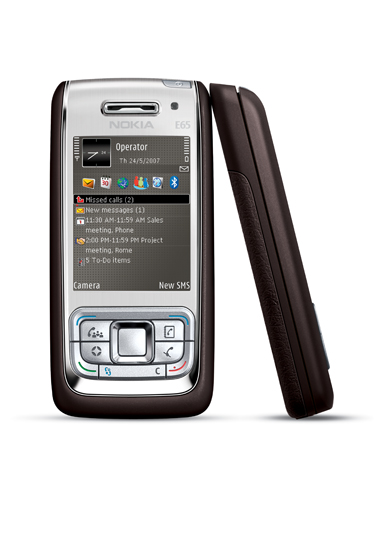 NOKIA E65
Operator
Th 24/5/2007
Missed calls (2)
New messages (1)
11:30 AM-11:59 AM Sales
meeting, Phone
2:00 PM-11:59 PM Project
meeting, Rome
5 To-Do items
Camera New SMS
C